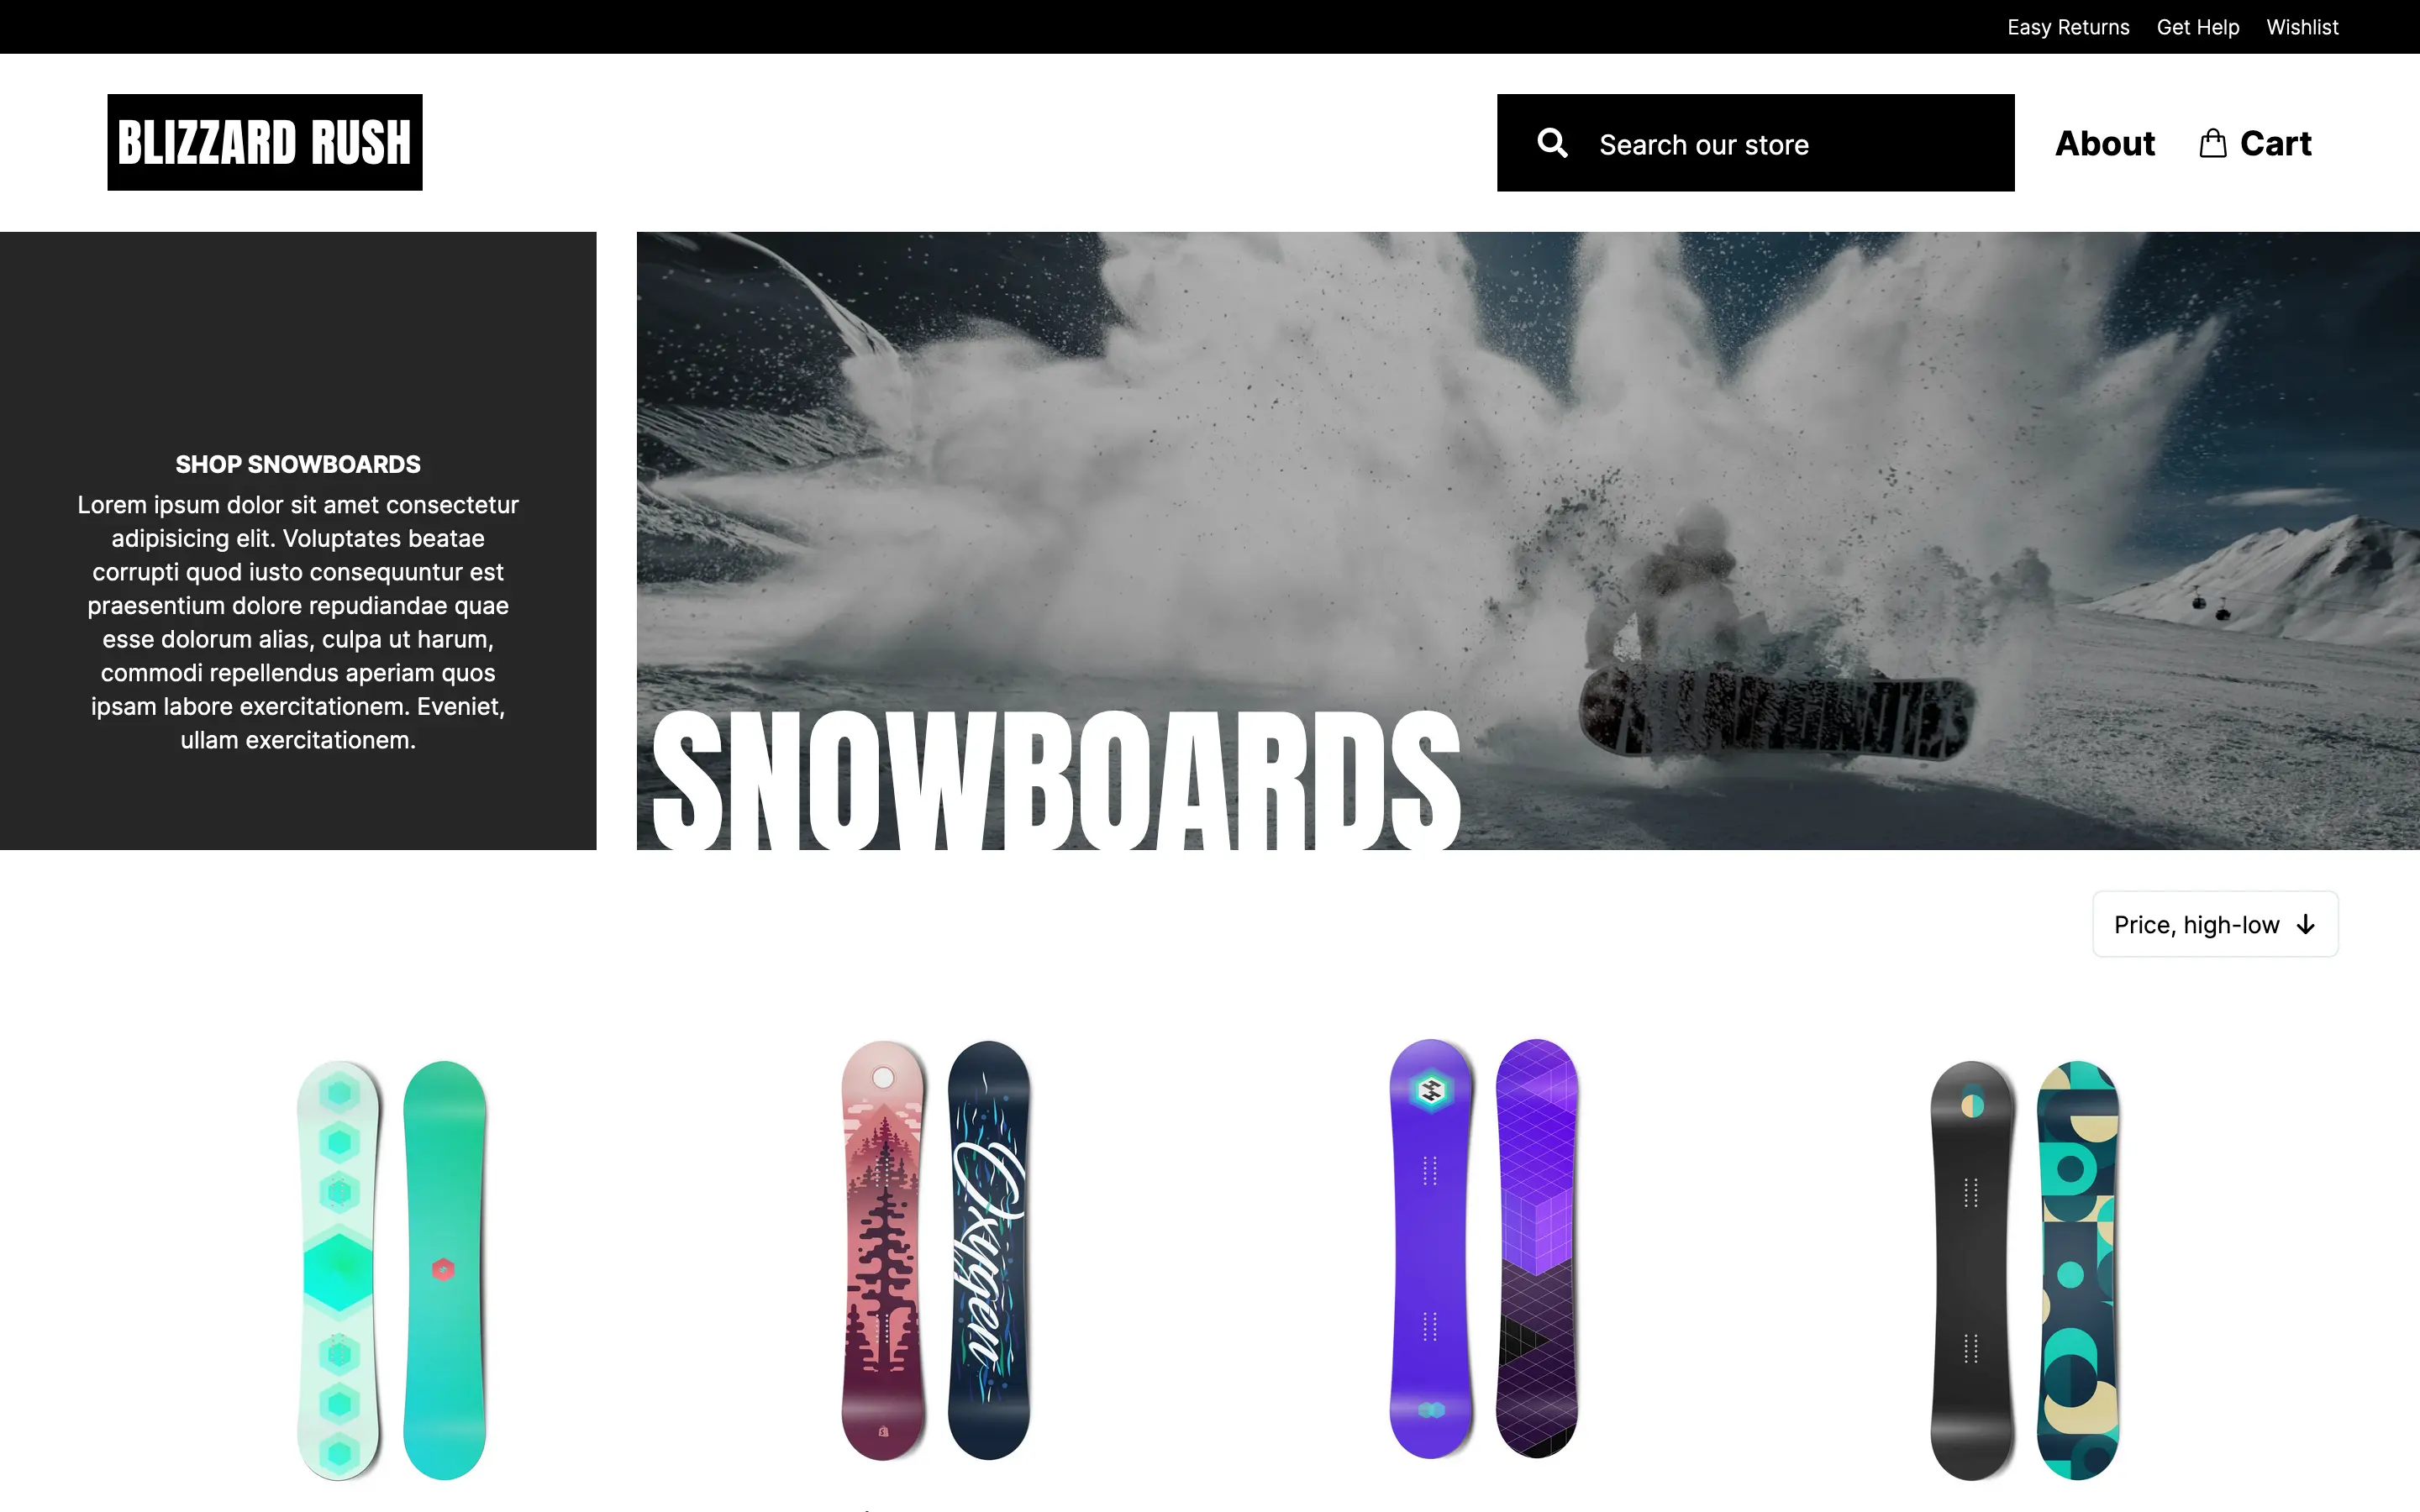 Easy Returns Get Help Wishlist
BLIZZARD RUSH
Search our store
About Cart
SHOP SNOWBOARDS
Lorem ipsum dolor sit amet consectetur
adipisicing elit. Voluptates beatae
corrupti quod iusto consequuntur est
praesentium dolore repudiandae quae
esse dolorum alias, culpa ut harum,
commodi repellendus aperiam quos
ipsam labore exercitationem. Eveniet,
ullam exercitationem.
SNOWBOARDS
Price, high-low
Oxygen